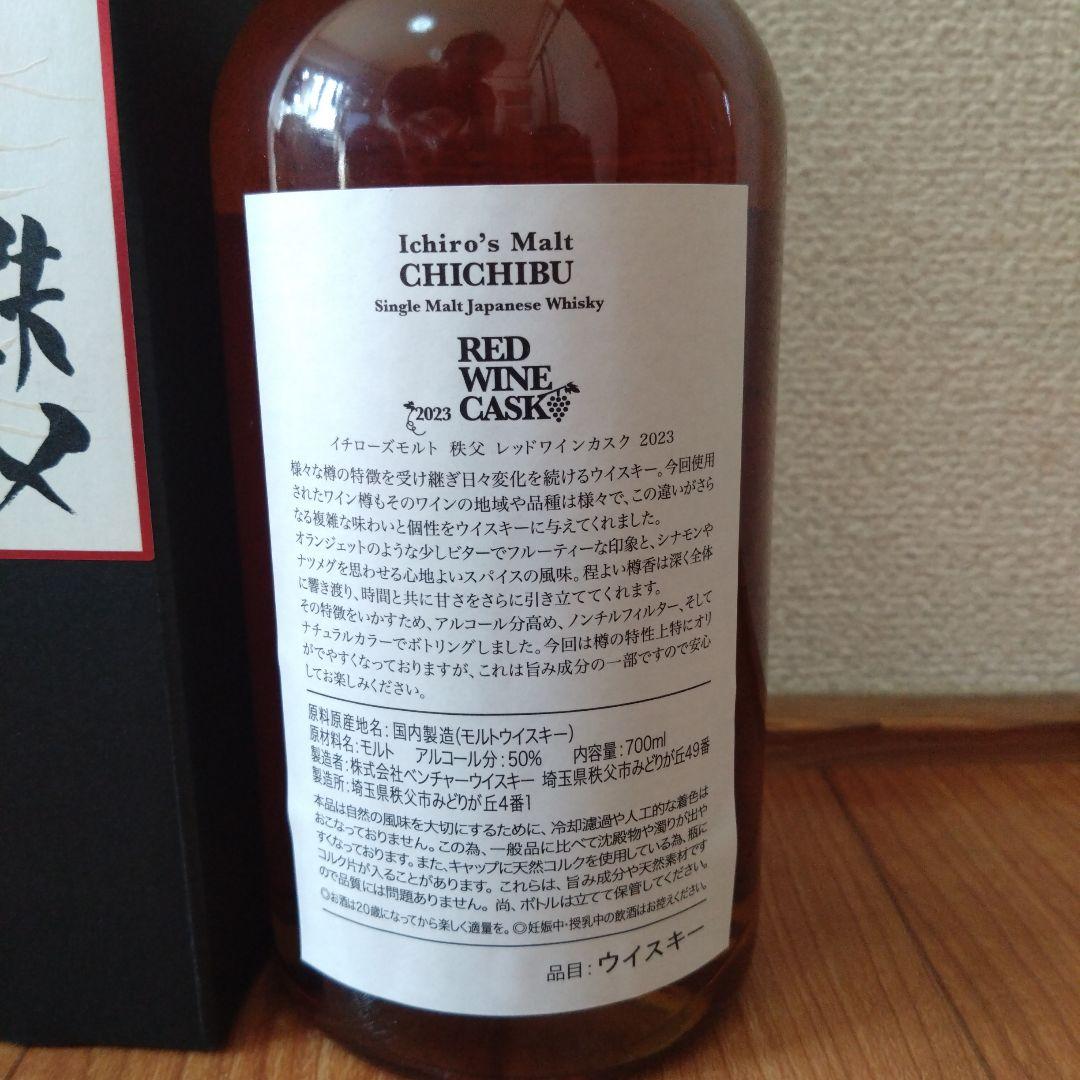 秩
父
Ichiro's Malt
CHICHIBU
Single Malt Japanese Whisky
RED
WINE
2023 CASK
イチローズモルト 秩父 レッドワインカスク 2023
様々な樽の特徴を受け継ぎ日々変化を続けるウイスキー。今回使用
されたワイン樽もそのワインの地域や品種は様々で、この違いがさら
なる複雑な味わいと個性をウイスキーに与えてくれました。
オランジェットのような少しビターでフルーティーな印象と、シナモンや
ナツメグを思わせる心地よいスパイスの風味。程よい樽香は深く全体
に響き渡り、時間と共に甘さをさらに引き立ててくれます。
その特徴をいかすため、アルコール分高め、ノンチルフィルター、そして
ナチュラルカラーでボトリングしました。今回は樽の特性上特にオリ
がでやすくなっておりますが、これは旨み成分の一部ですので安心
してお楽しみください。
原料原産地名：国内製造(モルトウイスキー)
原材料名：モルト アルコール分：50% 内容量：700ml
製造者：株式会社ベンチャーウイスキー 埼玉県秩父市みどりが丘49番
製造所：埼玉県秩父市みどりが丘4番1
本品は自然の風味を大切にするために、冷却濾過や人工的な着色は
おこなっておりません。この為、一般品に比べて沈殿物や濁りが出や
すくなっております。また、キャップに天然コルクを使用している為、瓶に
コルク片が入ることがあります。これらは、旨み成分や天然素材です
ので品質には問題ありません。尚、ボトルは立てて保管してください。
◎お酒は20歳になってから楽しく適量を。◎妊娠中・授乳中の飲酒はお控えください。
品目：ウイスキー